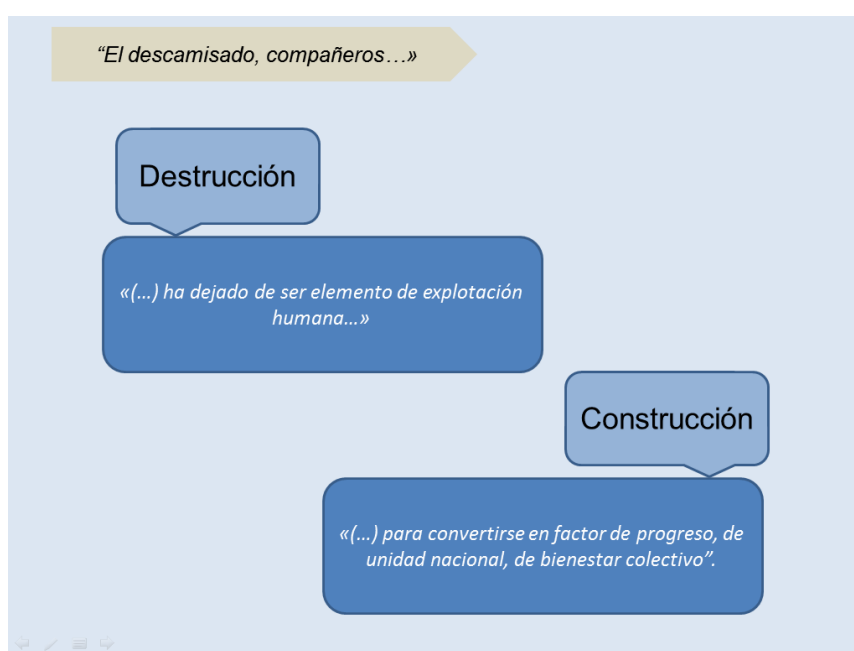 “El descamisado, compañeros…»
Destrucción
«(…) ha dejado de ser elemento de explotación
humana…»
Construcción
«(…) para convertirse en factor de progreso, de
unidad nacional, de bienestar colectivo”.